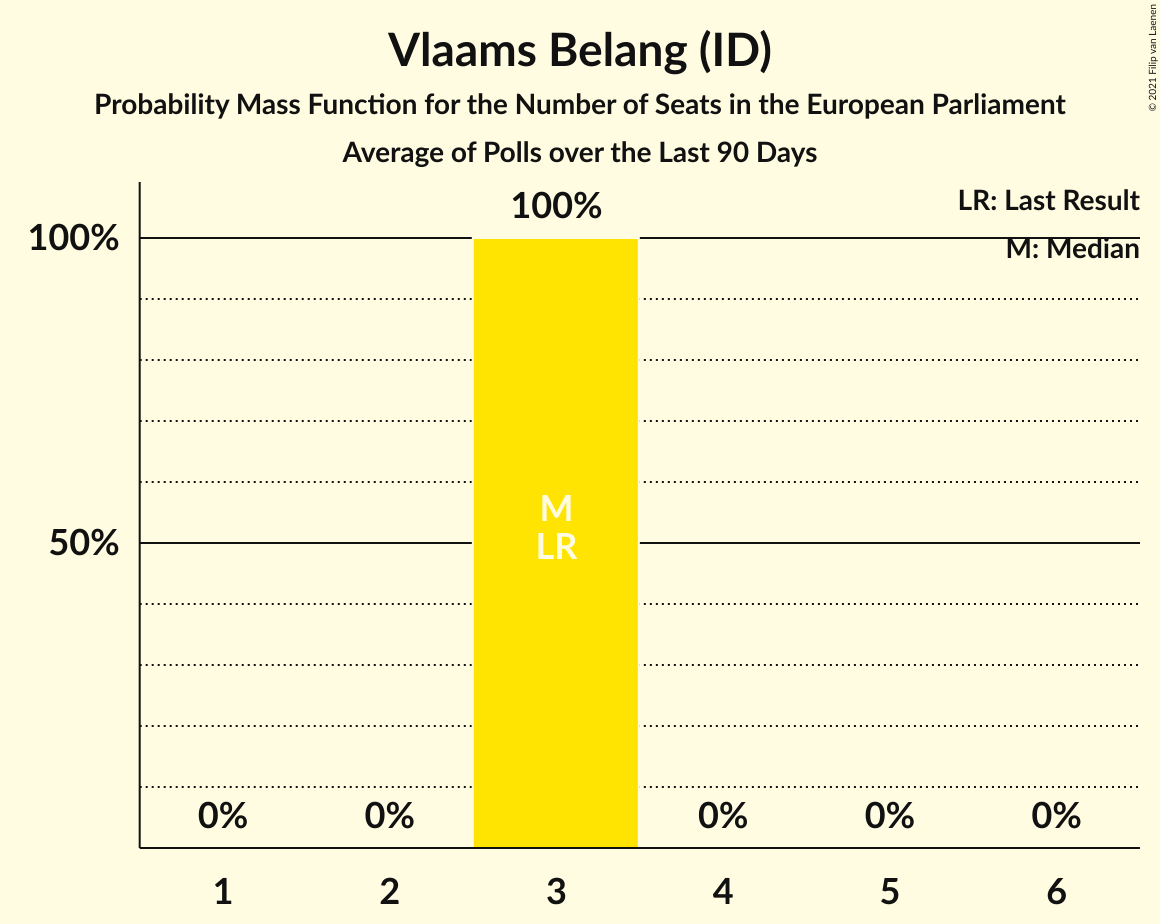 Vlaams Belang (ID)
Probability Mass Function for the Number of Seats in the European Parliament
Average of Polls over the Last 90 Days
© 2021 Filip van Laenen
LR: Last Result
M: Median
100%
50%
0%
0%
100%
M
LR
0%
0%
0%
1
2
3
4
5
6